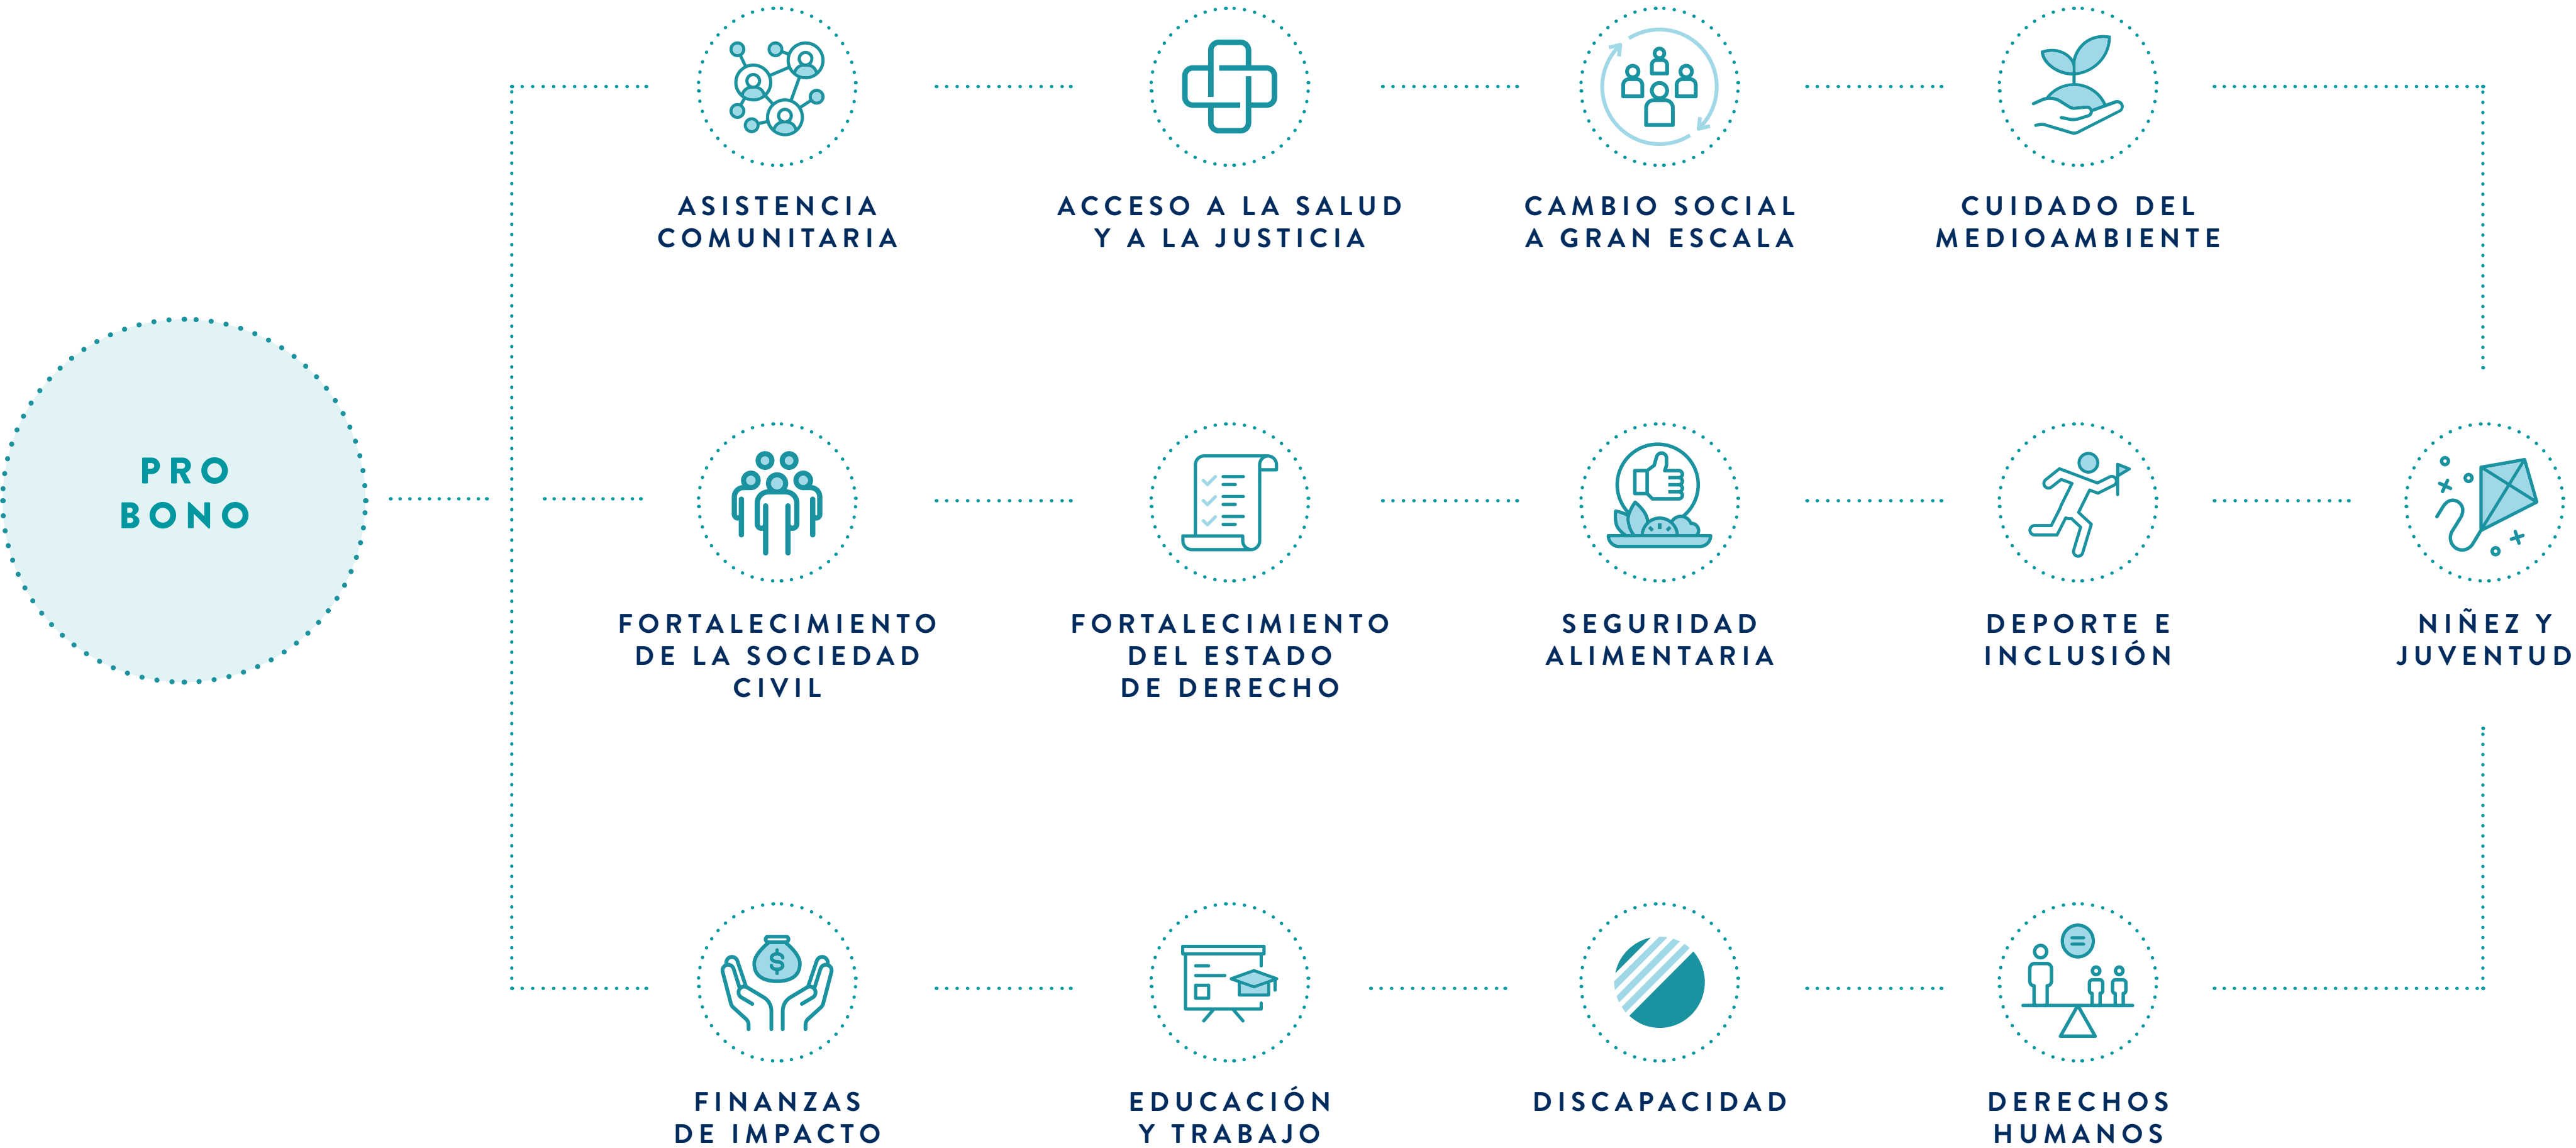 PRO
BONO
ASISTENCIA
COMUNITARIA
ACCESO A LA SALUD
Y A LA JUSTICIA
CAMBIO SOCIAL
A GRAN ESCALA
CUIDADO DEL
MEDIOAMBIENTE
FORTALECIMIENTO
DE LA SOCIEDAD
CIVIL
FORTALECIMIENTO
DEL ESTADO
DE DERECHO
SEGURIDAD
ALIMENTARIA
DEPORTE E
INCLUSIÓN
NIÑEZ Y
JUVENTUD
$
FINANZAS
DE IMPACTO
EDUCACIÓN
Y TRABAJO
DISCAPACIDAD
=
DERECHOS
HUMANOS